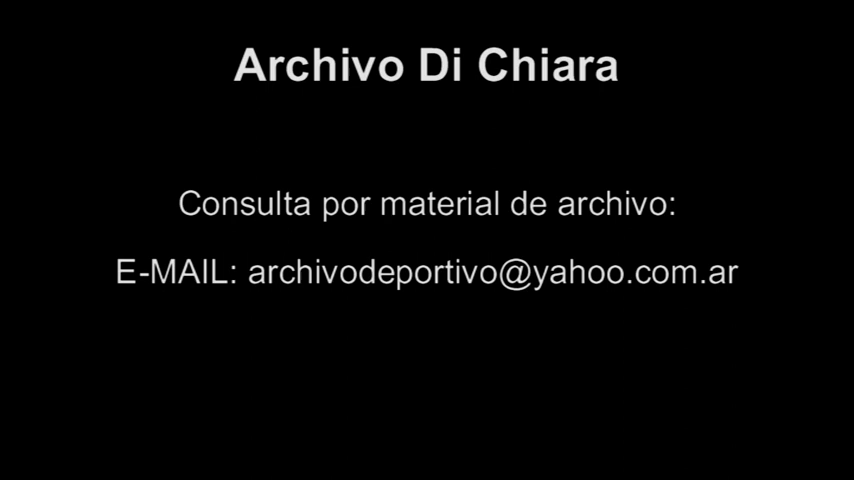 Archivo Di Chiara
Consulta por material de archivo:
E-MAIL: archivodeportivo@yahoo.com.ar